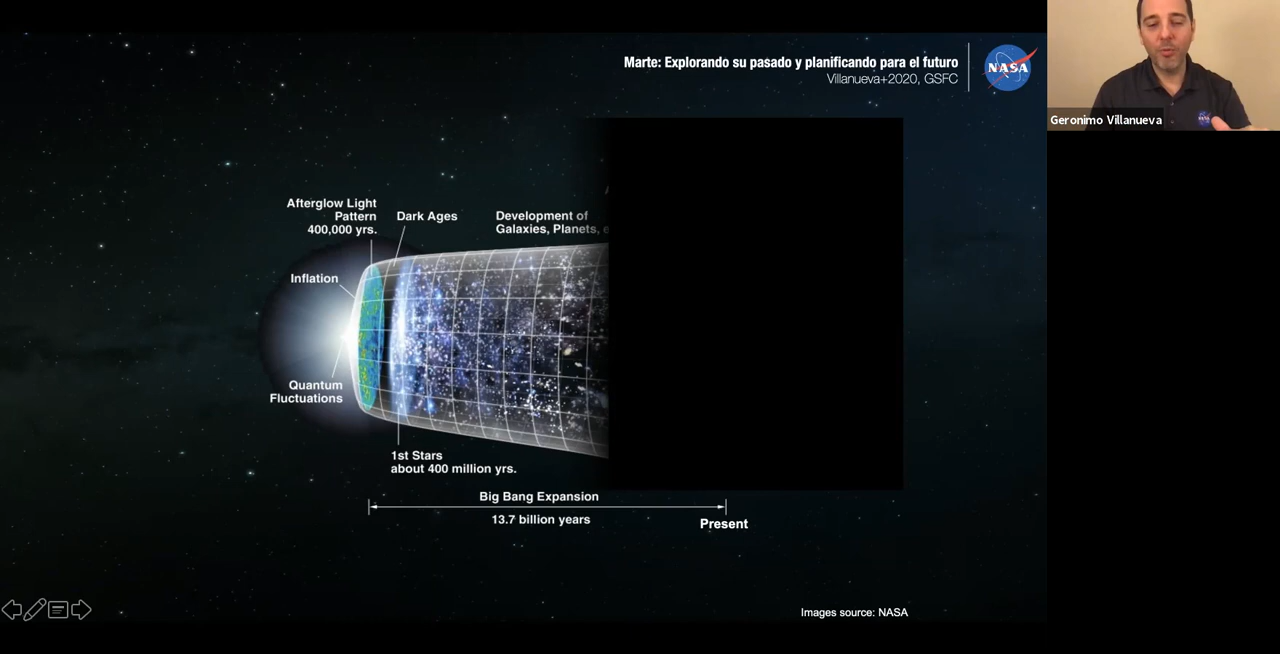 Marte: Explorando su pasado y planificando para el futuro
Villanueva+2020, GSFC
NASA
Geronimo Villanueva
Afterglow Light
Pattern
400,000 yrs.
Dark Ages
Development of
Galaxies, Planets,
Inflation
Quantum
Fluctuations
1st Stars
about 400 million yrs.
Big Bang Expansion
13.7 billion years
Present
Images source: NASA